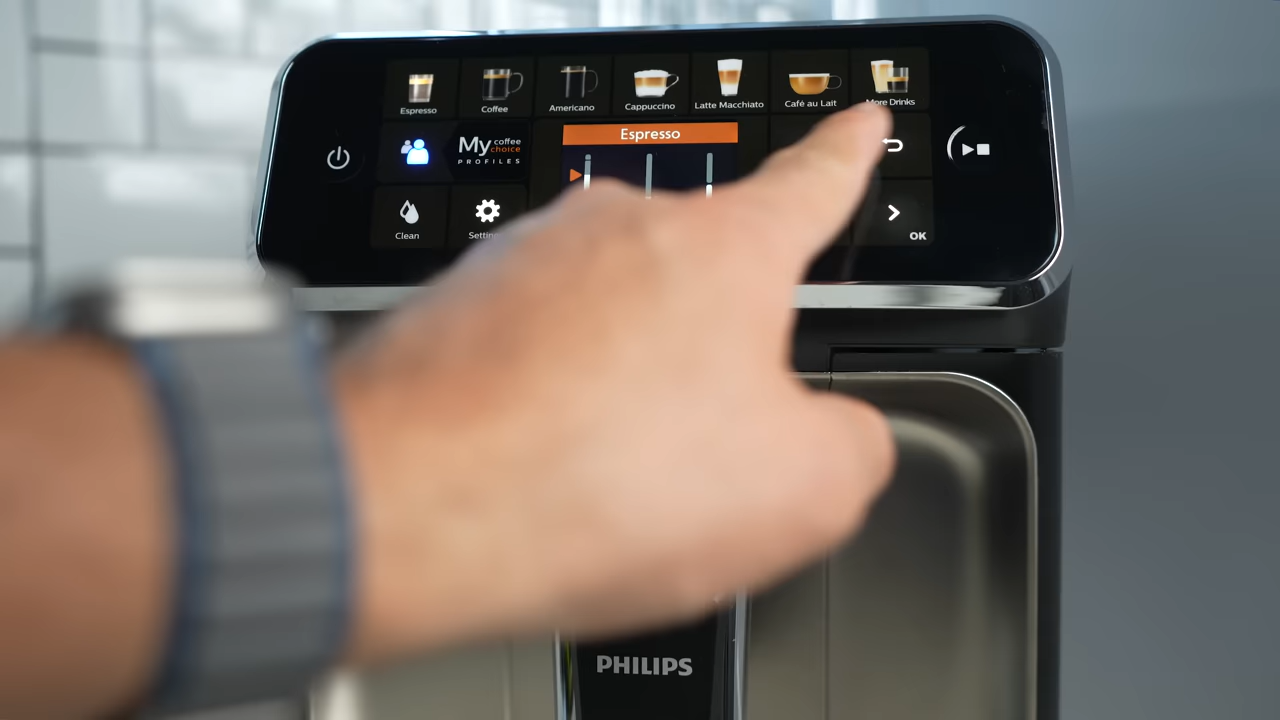 Espresso
Coffee
Americano
Cappuccino
Latte Macchiato
Café au Lait
More Drinks
Espresso
My coffee choice
PROFILES
Clean
OK
PHILIPS